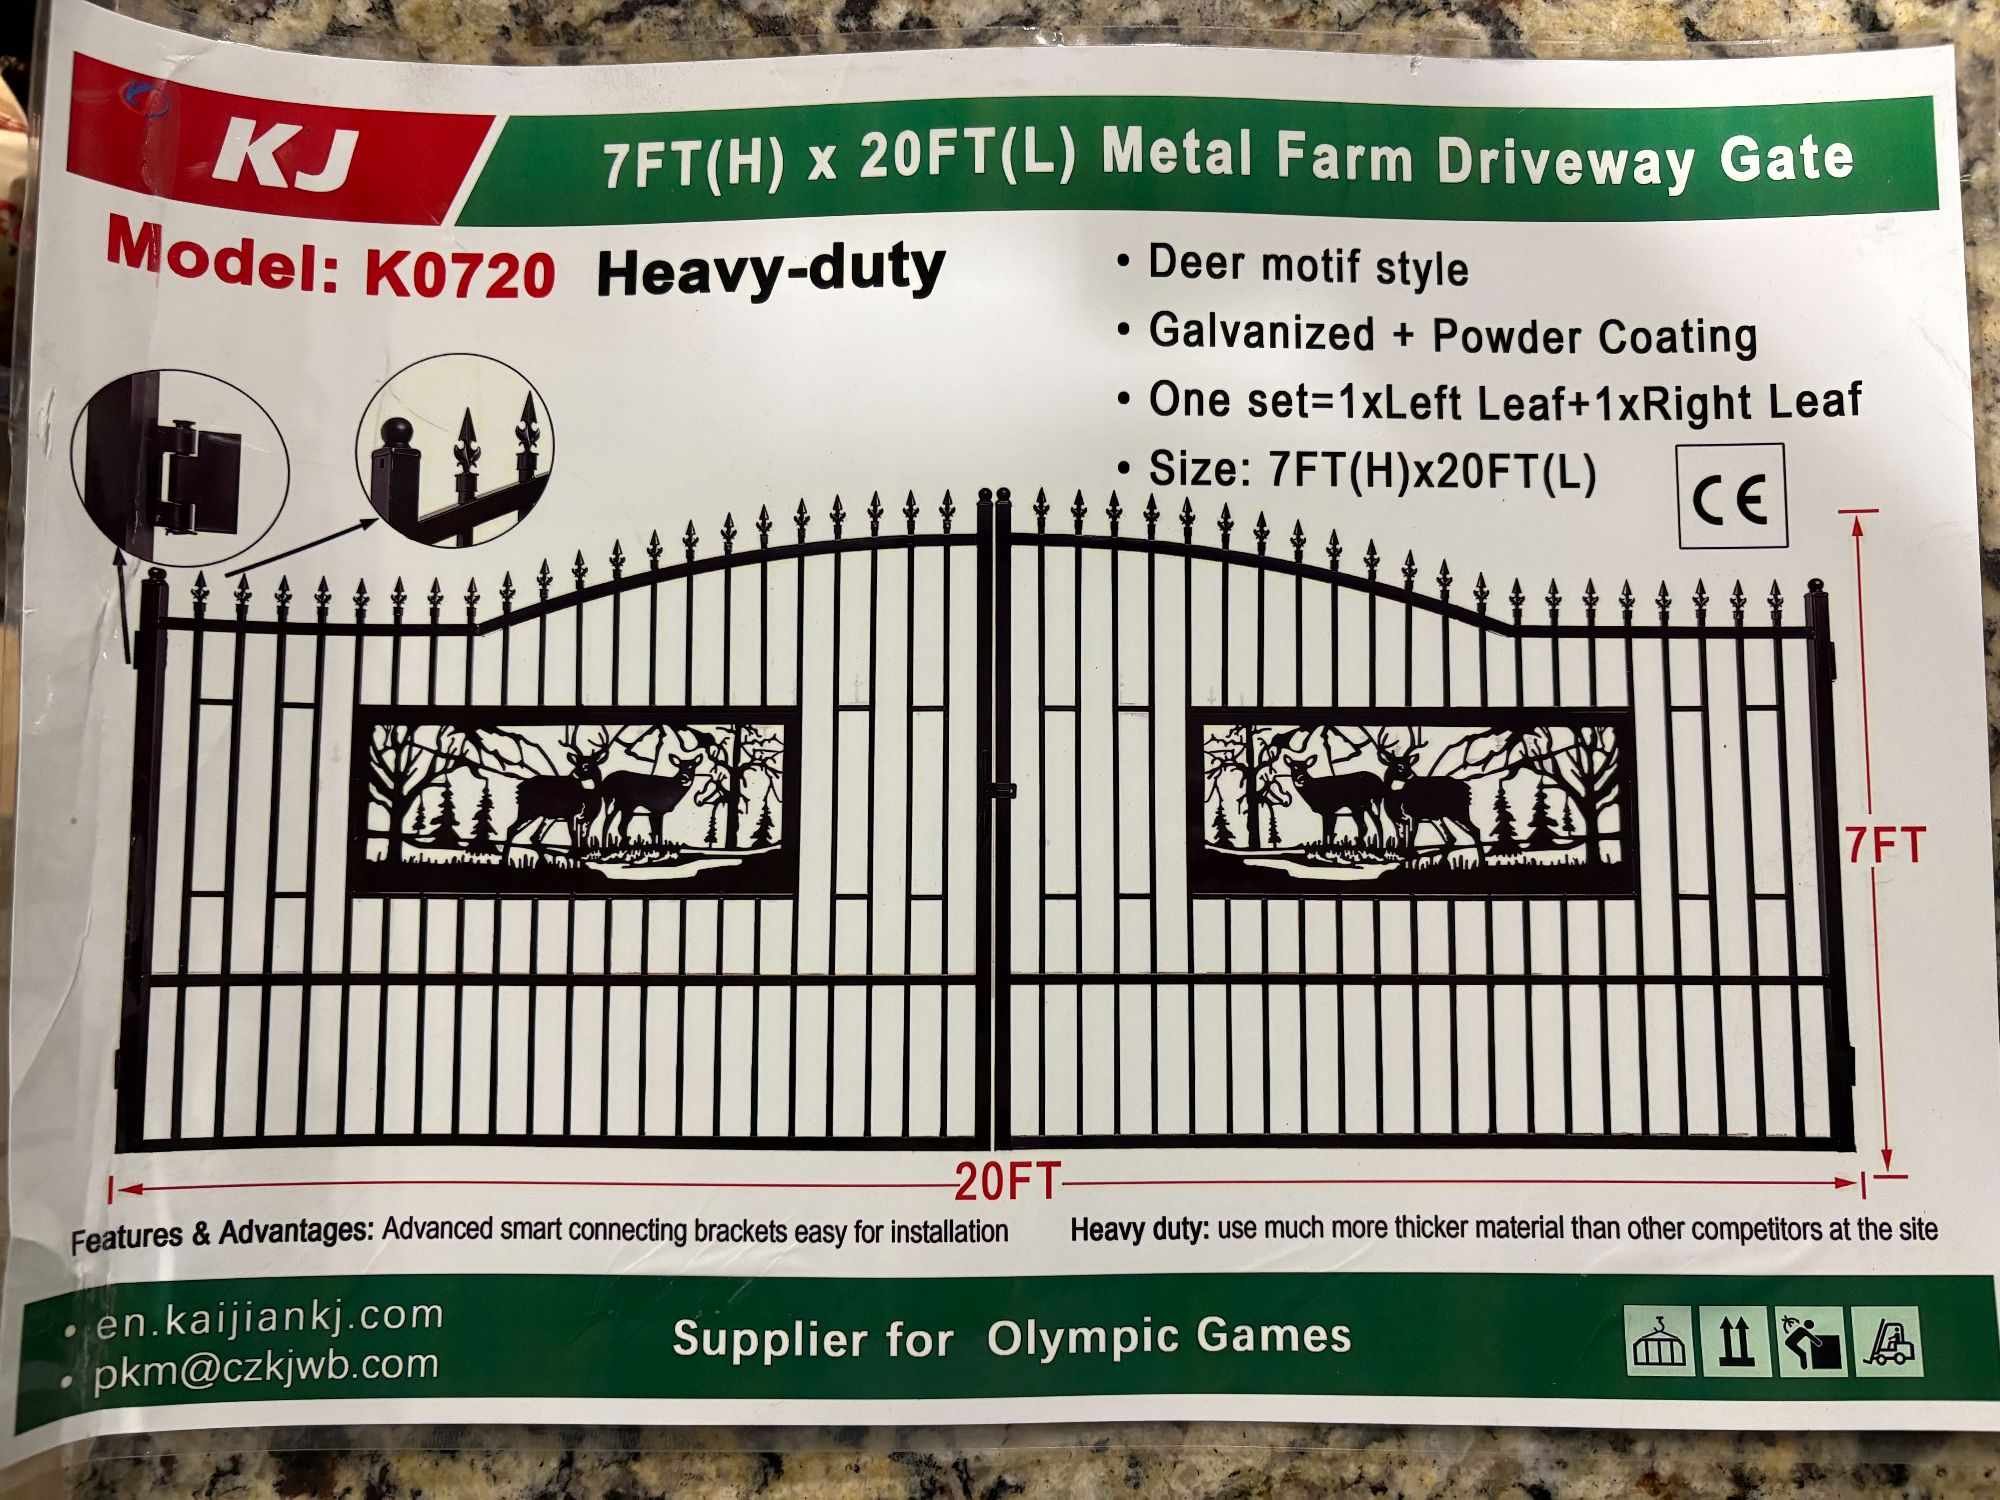 KJ
7FT(H) x 20FT(L) Metal Farm Driveway Gate
Model: K0720 Heavy-duty
• Deer motif style
• Galvanized + Powder Coating
• One set=1xLeft Leaf+1xRight Leaf
• Size: 7FT(H)x20FT(L)
CE
7FT
20FT
Features & Advantages: Advanced smart connecting brackets easy for installation
Heavy duty: use much more thicker material than other competitors at the site
• en.kaijiankj.com
• pkm@czkjwb.com
Supplier for Olympic Games